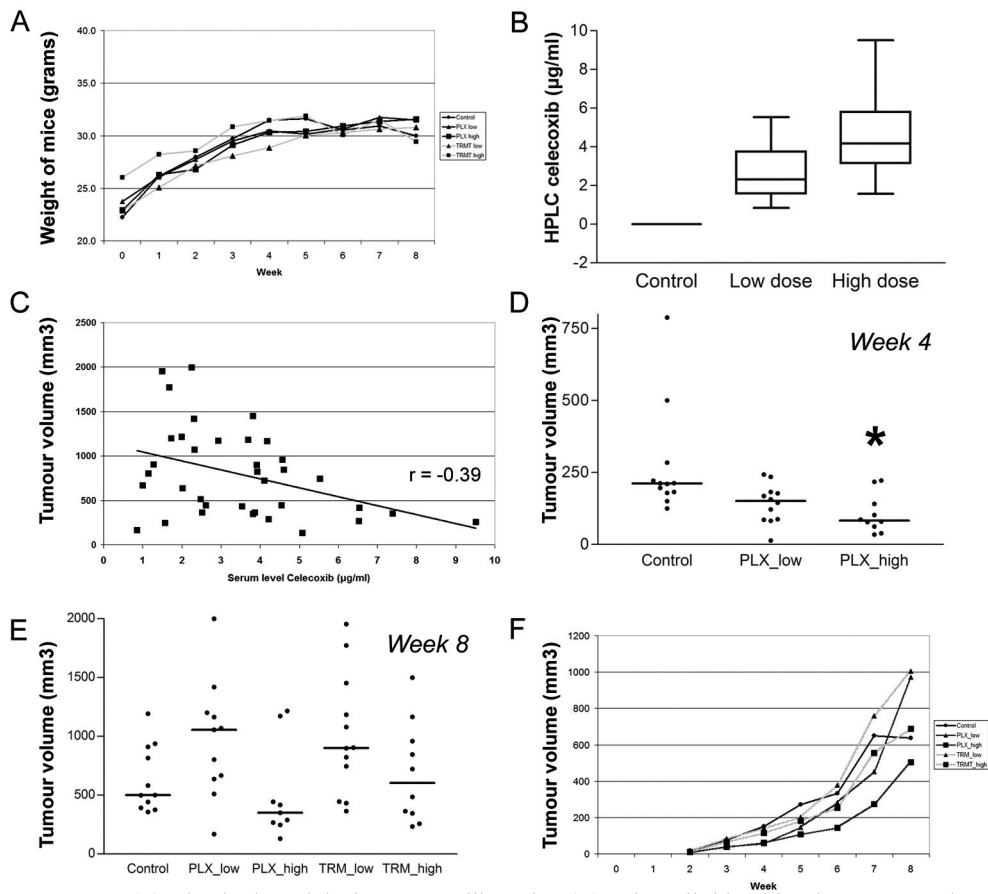 A
Weight of mice (grams)
40.0
35.0
30.0
25.0
20.0
0 1 2 3 4 5 6 7 8
Week
Control
PLX low
PLX high
TRMT low
TRMT high
B
HPLC celecoxib (µg/ml)
10
8
6
4
2
0
-2
Control Low dose High dose
C
Tumour volume (mm3)
2500
2000
1500
1000
500
0
r = -0.39
0 1 2 3 4 5 6 7 8 9 10
Serum level Celecoxib (µg/ml)
D
Tumour volume (mm3)
750
500
250
0
Week 4
*
Control PLX_low PLX_high
E
Tumour volume (mm3)
2000
1500
1000
500
0
Week 8
Control PLX_low PLX_high TRM_low TRM_high
F
Tumour volume (mm3)
1200
1000
800
600
400
200
0
0 1 2 3 4 5 6 7 8
Week
Control
PLX_low
PLX_high
TRM_low
TRMT_high